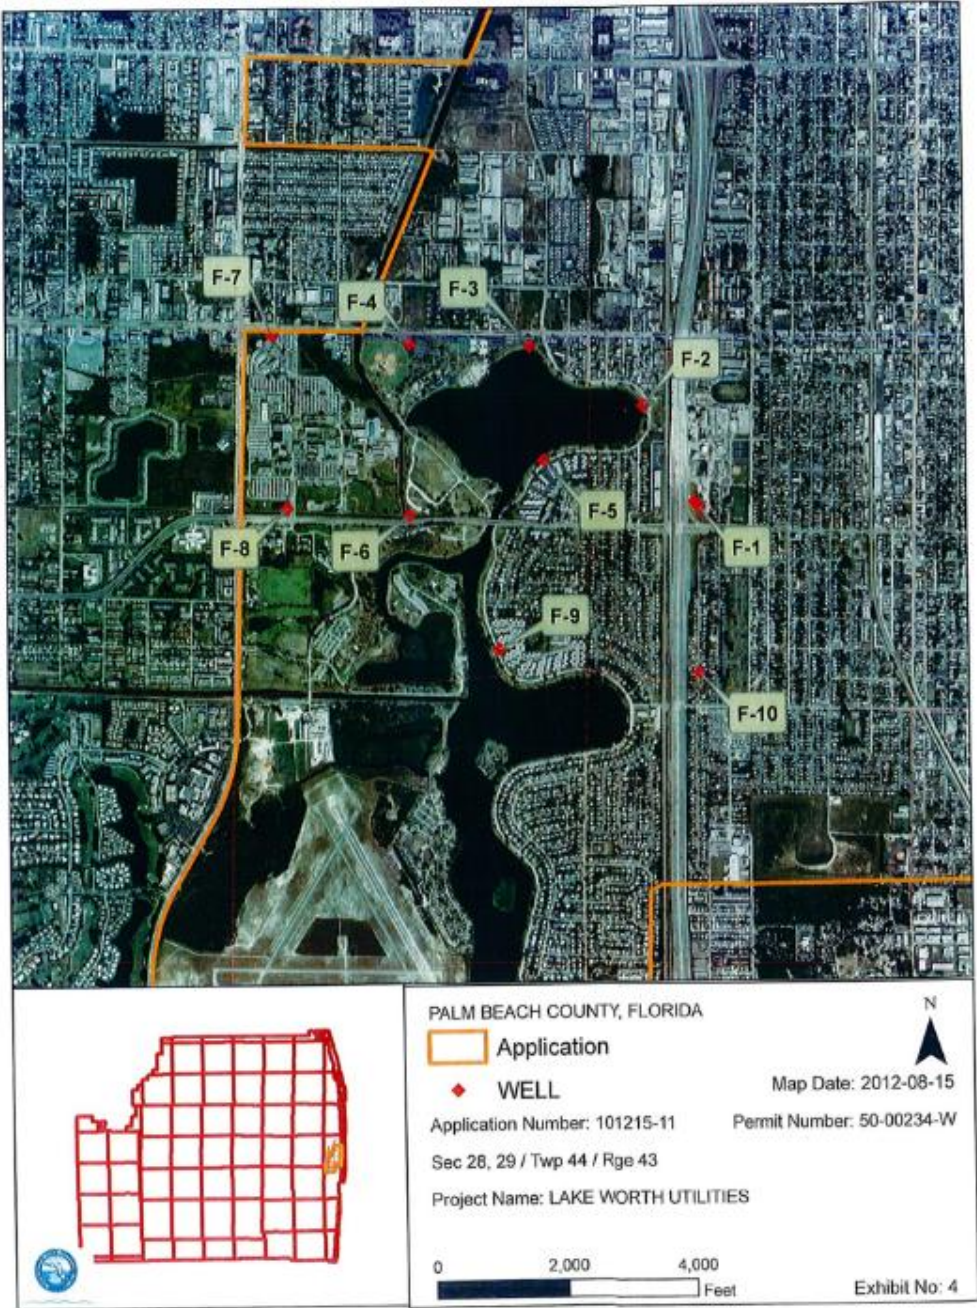 F-7
F-4
F-3
F-2
F-5
F-1
F-8
F-6
F-9
F-10
PALM BEACH COUNTY, FLORIDA
Application
WELL
Application Number: 101215-11
Sec 28, 29 / Twp 44 / Rge 43
Project Name: LAKE WORTH UTILITIES
N
Map Date: 2012-08-15
Permit Number: 50-00234-W
0 2,000 4,000
Feet
Exhibit No: 4